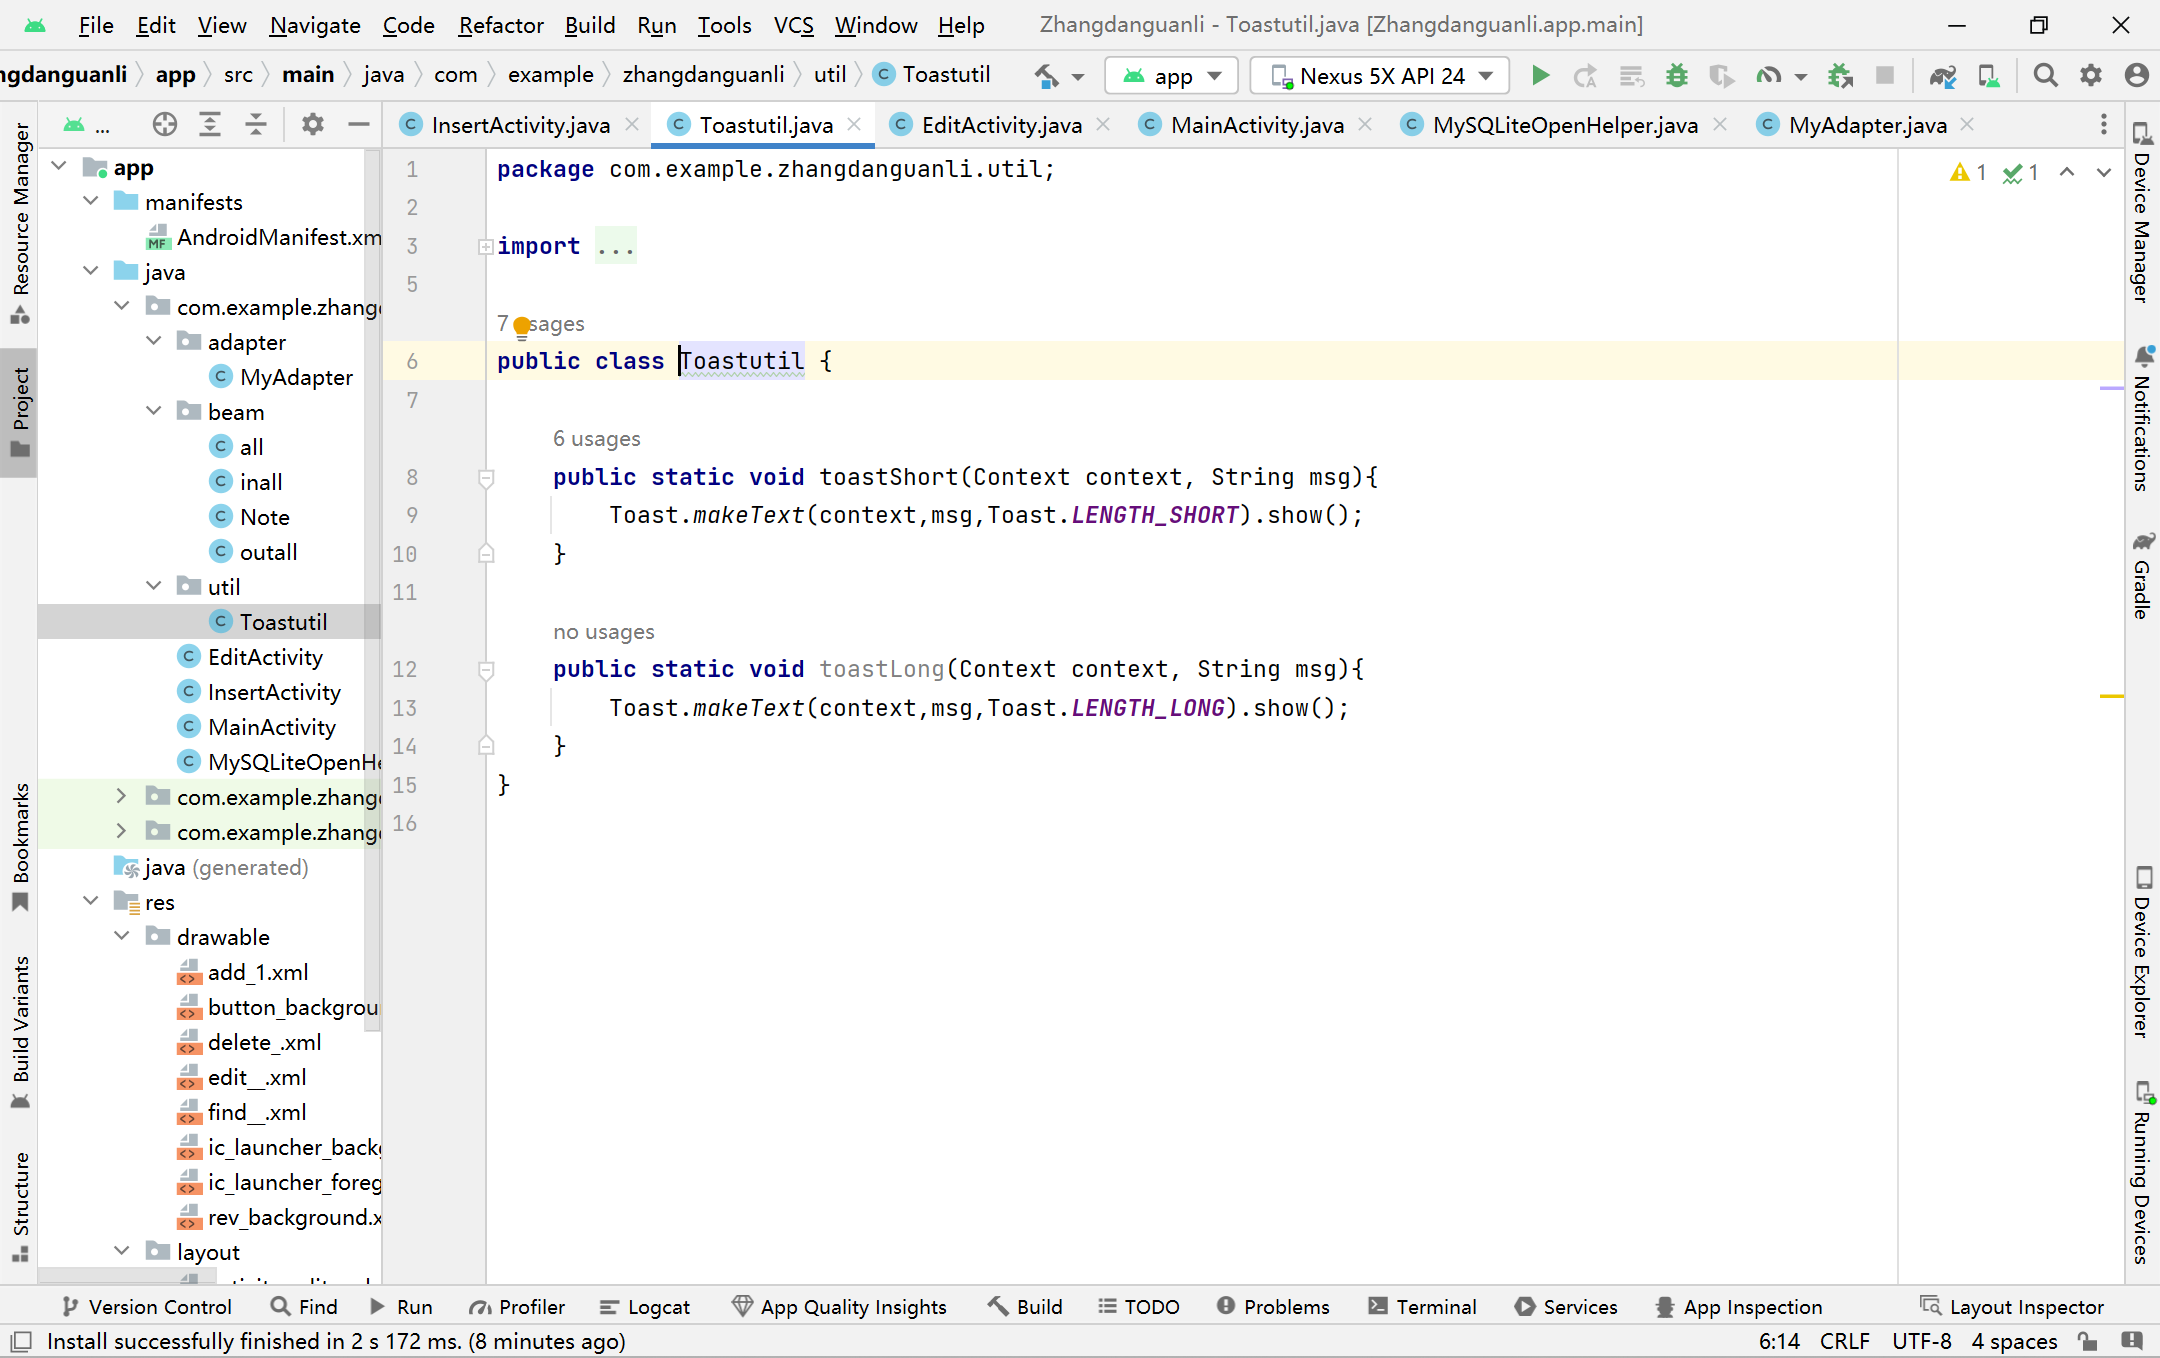 File Edit View Navigate Code Refactor Build Run Tools VCS Window Help Zhangdanguanli - Toastutil.java [Zhangdanguanli.app.main]
ngdanguanli app src main java com example zhangdanguanli util Toastutil app Nexus 5X API 24
... InsertActivity.java Toastutil.java EditActivity.java MainActivity.java MySQLiteOpenHelper.java MyAdapter.java
Resource Manager
Project
Bookmarks
Build Variants
Structure
app
manifests
AndroidManifest.xm
java
com.example.zhang
adapter
MyAdapter
beam
all
inall
Note
outall
util
Toastutil
EditActivity
InsertActivity
MainActivity
MySQLiteOpenHe
com.example.zhang
com.example.zhang
java (generated)
res
drawable
add_1.xml
button_backgrou
delete_.xml
edit__.xml
find__.xml
ic_launcher_back
ic_launcher_foreg
rev_background.x
layout
1 package com.example.zhangdanguanli.util;
2
3 import ...
5
7 usages
6 public class Toastutil {
7
6 usages
8 public static void toastShort(Context context, String msg){
9 Toast.makeText(context,msg,Toast.LENGTH_SHORT).show();
10 }
11
no usages
12 public static void toastLong(Context context, String msg){
13 Toast.makeText(context,msg,Toast.LENGTH_LONG).show();
14 }
15 }
16
1 1
Device Manager
Notifications
Gradle
Device Explorer
Running Devices
Version Control Find Run Profiler Logcat App Quality Insights Build TODO Problems Terminal Services App Inspection Layout Inspector
Install successfully finished in 2 s 172 ms. (8 minutes ago) 6:14 CRLF UTF-8 4 spaces